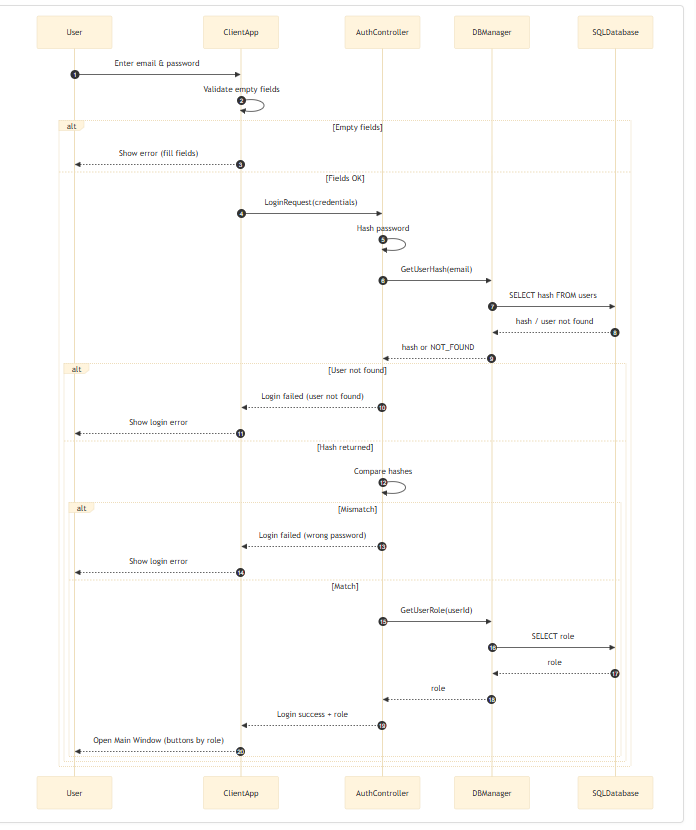 User ClientApp AuthController DBManager SQLDatabase
Enter email & password
1
Validate empty fields
2
alt [Empty fields]
Show error (fill fields)
3
[Fields OK]
LoginRequest(credentials)
4
Hash password
5
GetUserHash(email)
6
SELECT hash FROM users
7
hash / user not found
8
hash or NOT_FOUND
9
alt [User not found]
Login failed (user not found)
10
Show login error
11
[Hash returned]
Compare hashes
12
alt [Mismatch]
Login failed (wrong password)
13
Show login error
14
[Match]
GetUserRole(userId)
15
SELECT role
16
role
17
role
18
Login success + role
19
Open Main Window (buttons by role)
20
User ClientApp AuthController DBManager SQLDatabase